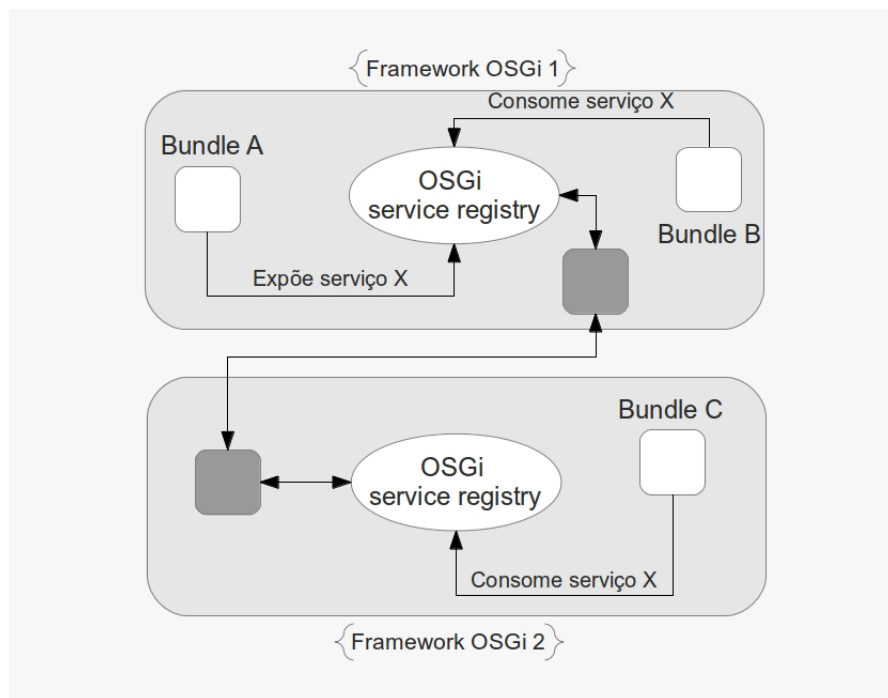 {Framework OSGi 1}
Consome serviço X
Bundle A
OSGi
service registry
Bundle B
Expõe serviço X
Bundle C
OSGi
service registry
Consome serviço X
{Framework OSGi 2}